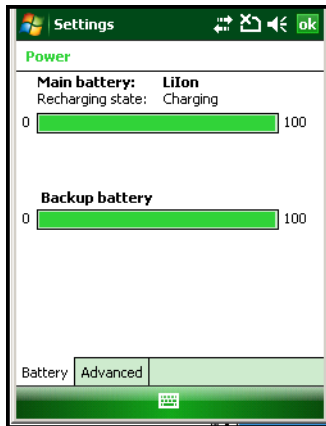 Settings ok
Power
Main battery: LiIon
Recharging state: Charging
0 100
Backup battery
0 100
Battery Advanced